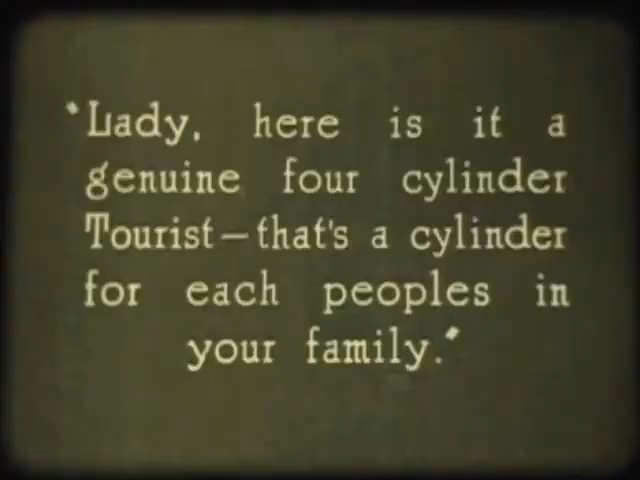 "Lady, here is it a
genuine four cylinder
Tourist—that's a cylinder
for each peoples in
your family."